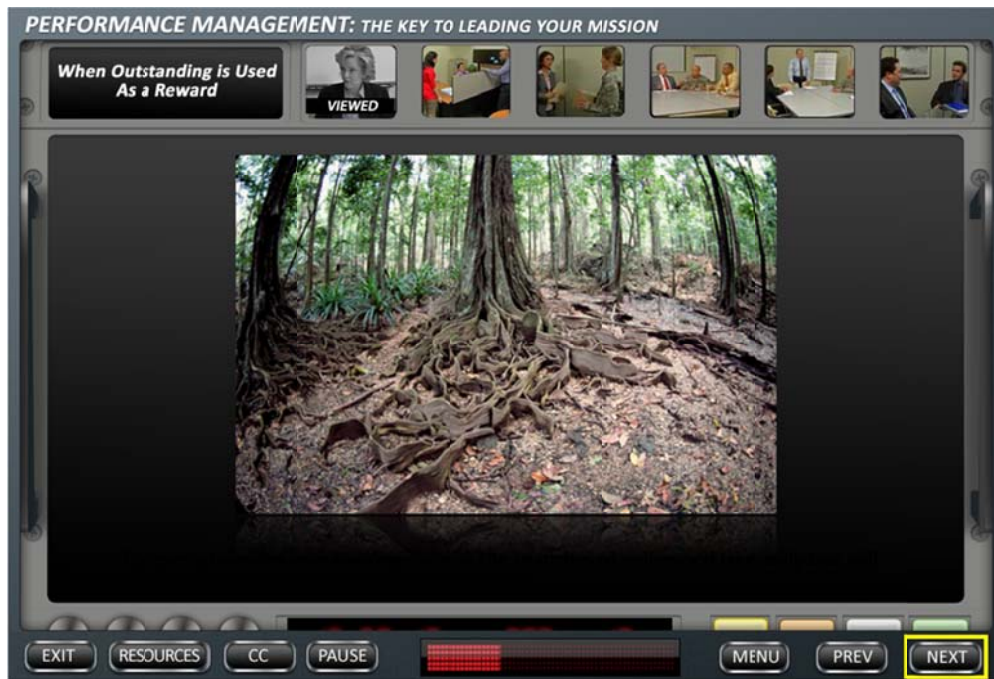 PERFORMANCE MANAGEMENT: THE KEY TO LEADING YOUR MISSION
When Outstanding is Used
As a Reward
VIEWED
EXIT
RESOURCES
CC
PAUSE
MENU
PREV
NEXT